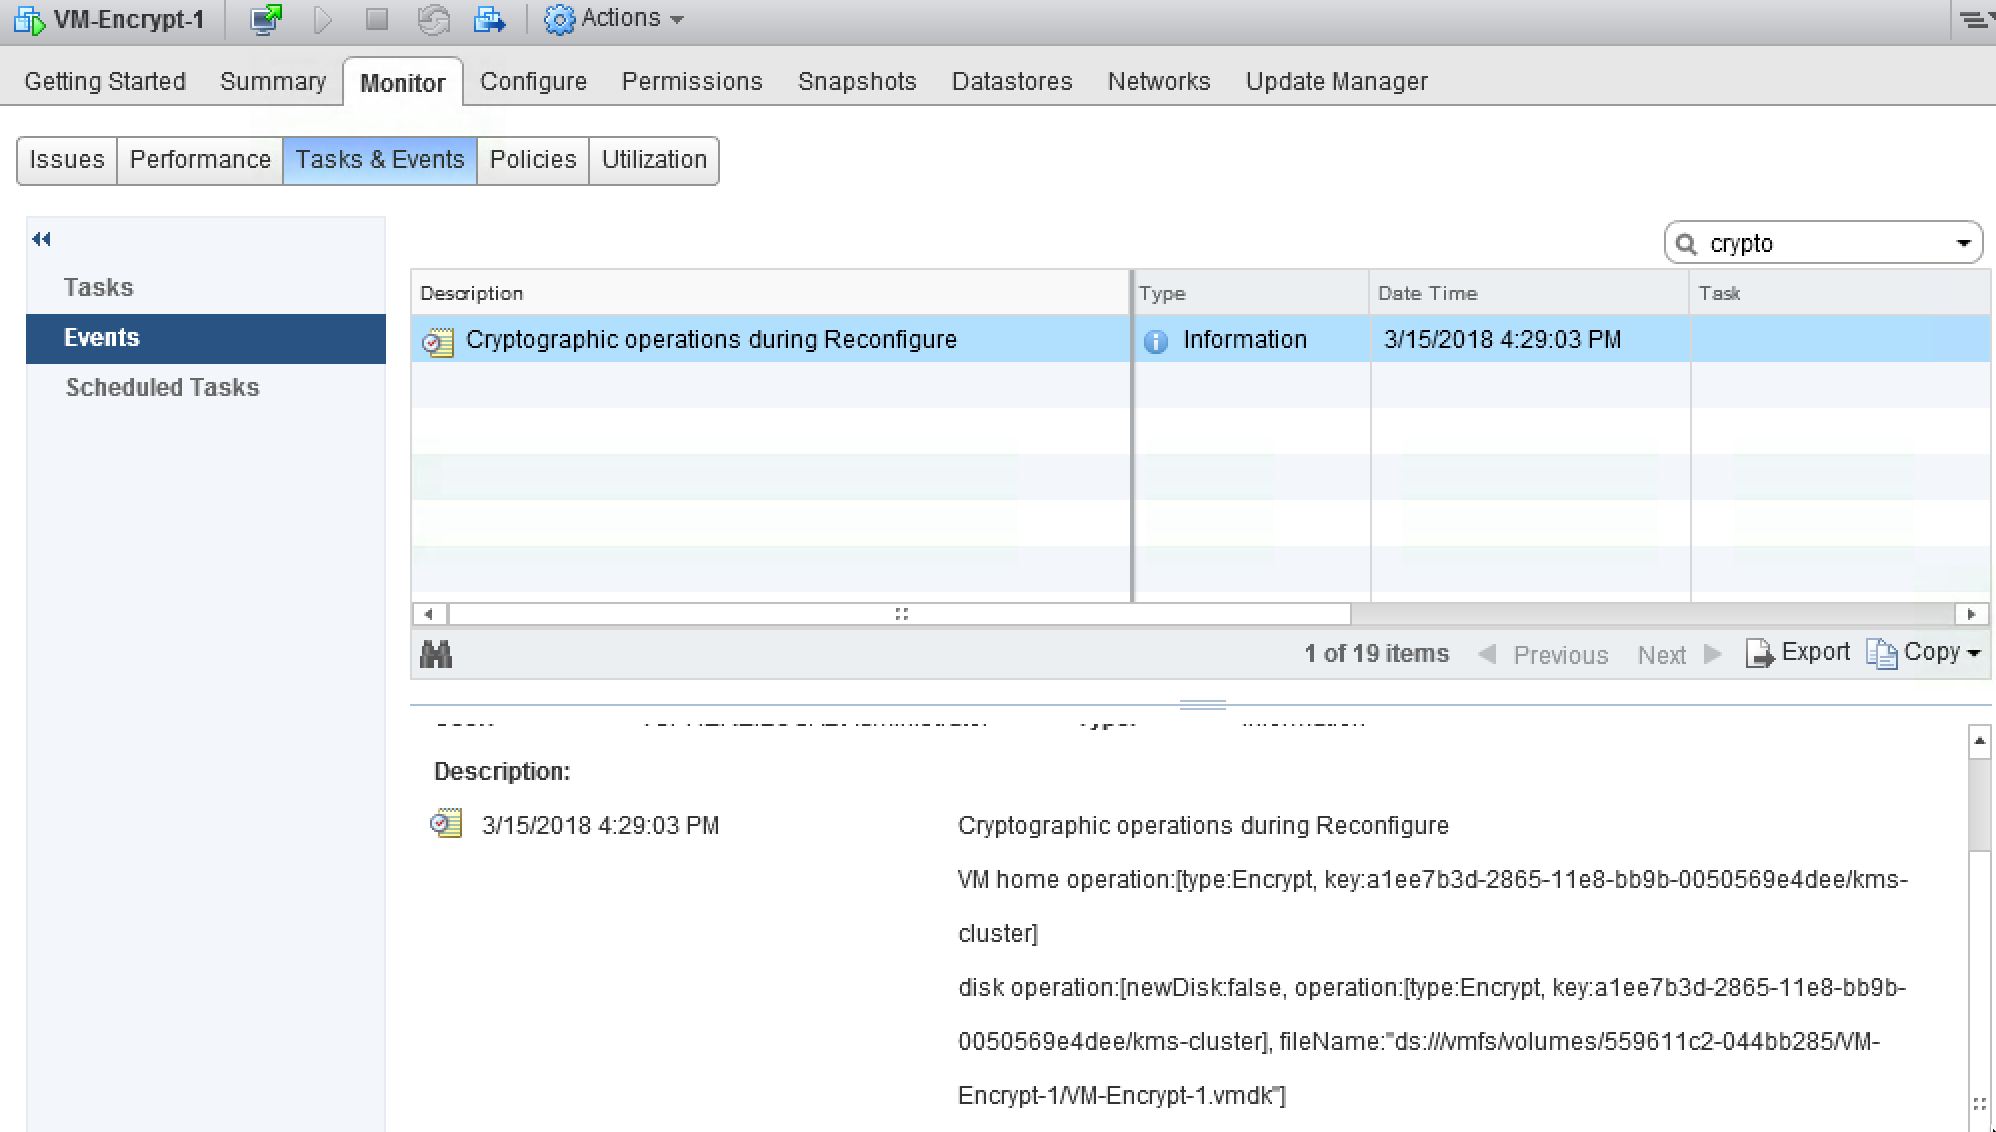 VM-Encrypt-1 Actions
Getting Started Summary Monitor Configure Permissions Snapshots Datastores Networks Update Manager
Issues Performance Tasks & Events Policies Utilization
crypto
Tasks
Events
Scheduled Tasks
Description Type Date Time Task
Cryptographic operations during Reconfigure Information 3/15/2018 4:29:03 PM
1 of 19 items Previous Next Export Copy
Description:
3/15/2018 4:29:03 PM Cryptographic operations during Reconfigure
VM home operation:[type:Encrypt, key:a1ee7b3d-2865-11e8-bb9b-0050569e4dee/kms-
cluster]
disk operation:[newDisk:false, operation:[type:Encrypt, key:a1ee7b3d-2865-11e8-bb9b-
0050569e4dee/kms-cluster], fileName:"ds:///vmfs/volumes/559611c2-044bb285/VM-
Encrypt-1/VM-Encrypt-1.vmdk"]